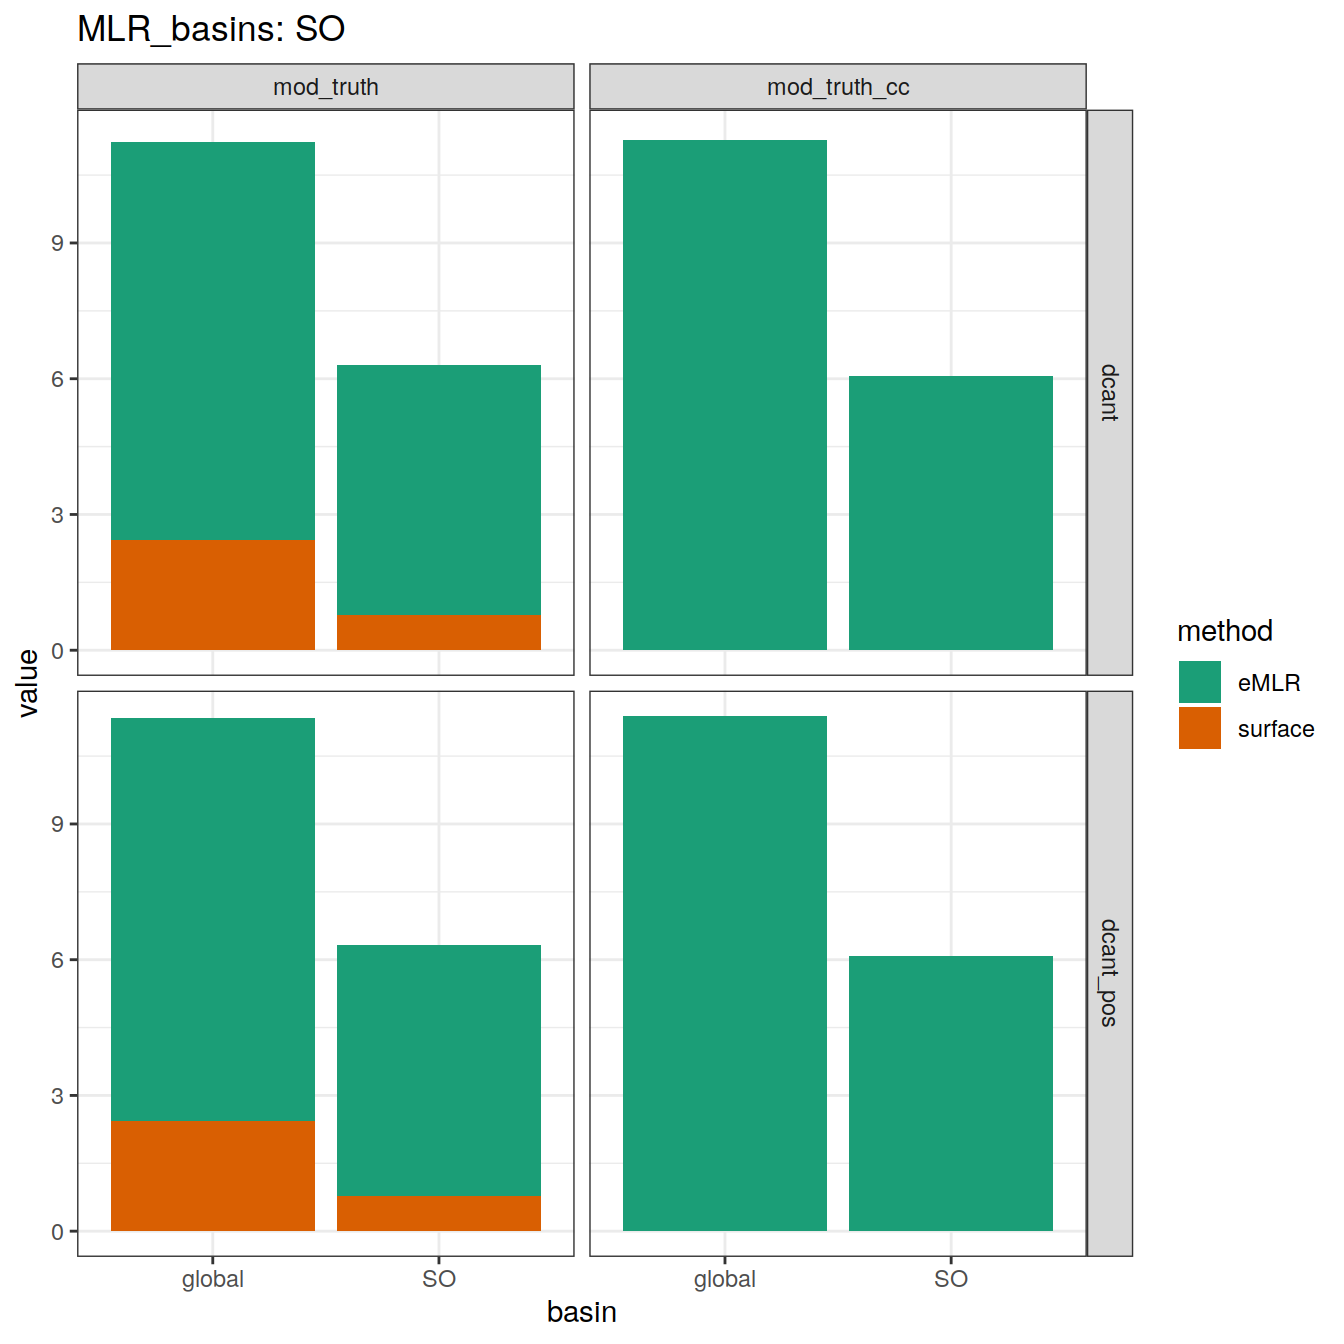 MLR_basins: SO
mod_truth
mod_truth_cc
9
6
3
0
dcant
9
6
3
0
dcant_pos
value
global
SO
global
SO
basin
method
eMLR
surface